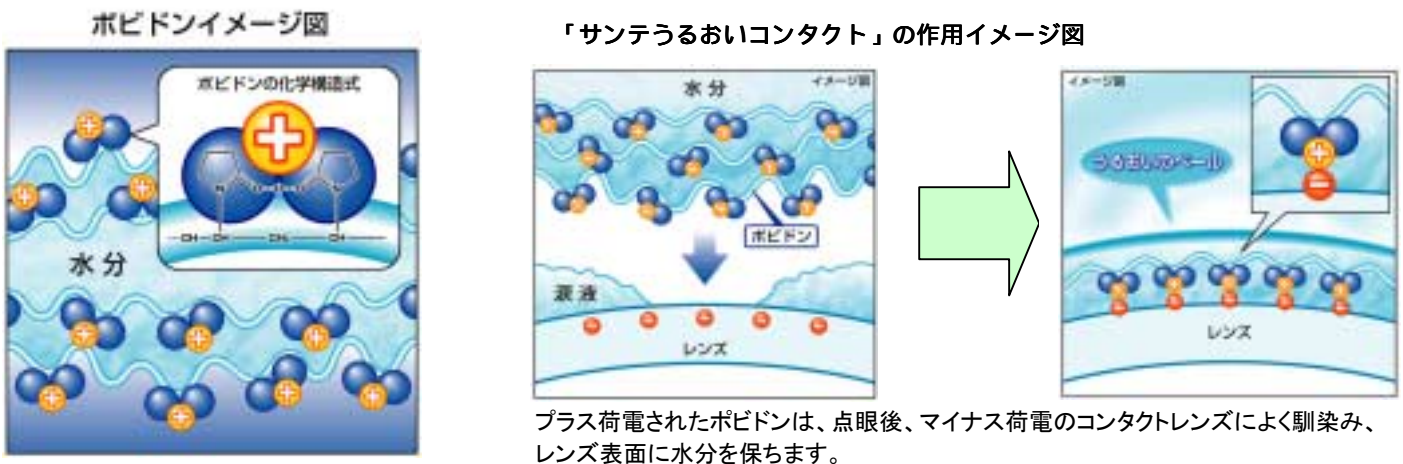 ポビドンイメージ図
ポビドンの化学構造式
N
N
CH
CH
CH₂
CH
水分
「サンテうるおいコンタクト」の作用イメージ図
イメージ図
水分
ポビドン
涙液
レンズ
イメージ図
うるおいのベール
レンズ
プラス荷電されたポビドンは、点眼後、マイナス荷電のコンタクトレンズによく馴染み、
レンズ表面に水分を保ちます。